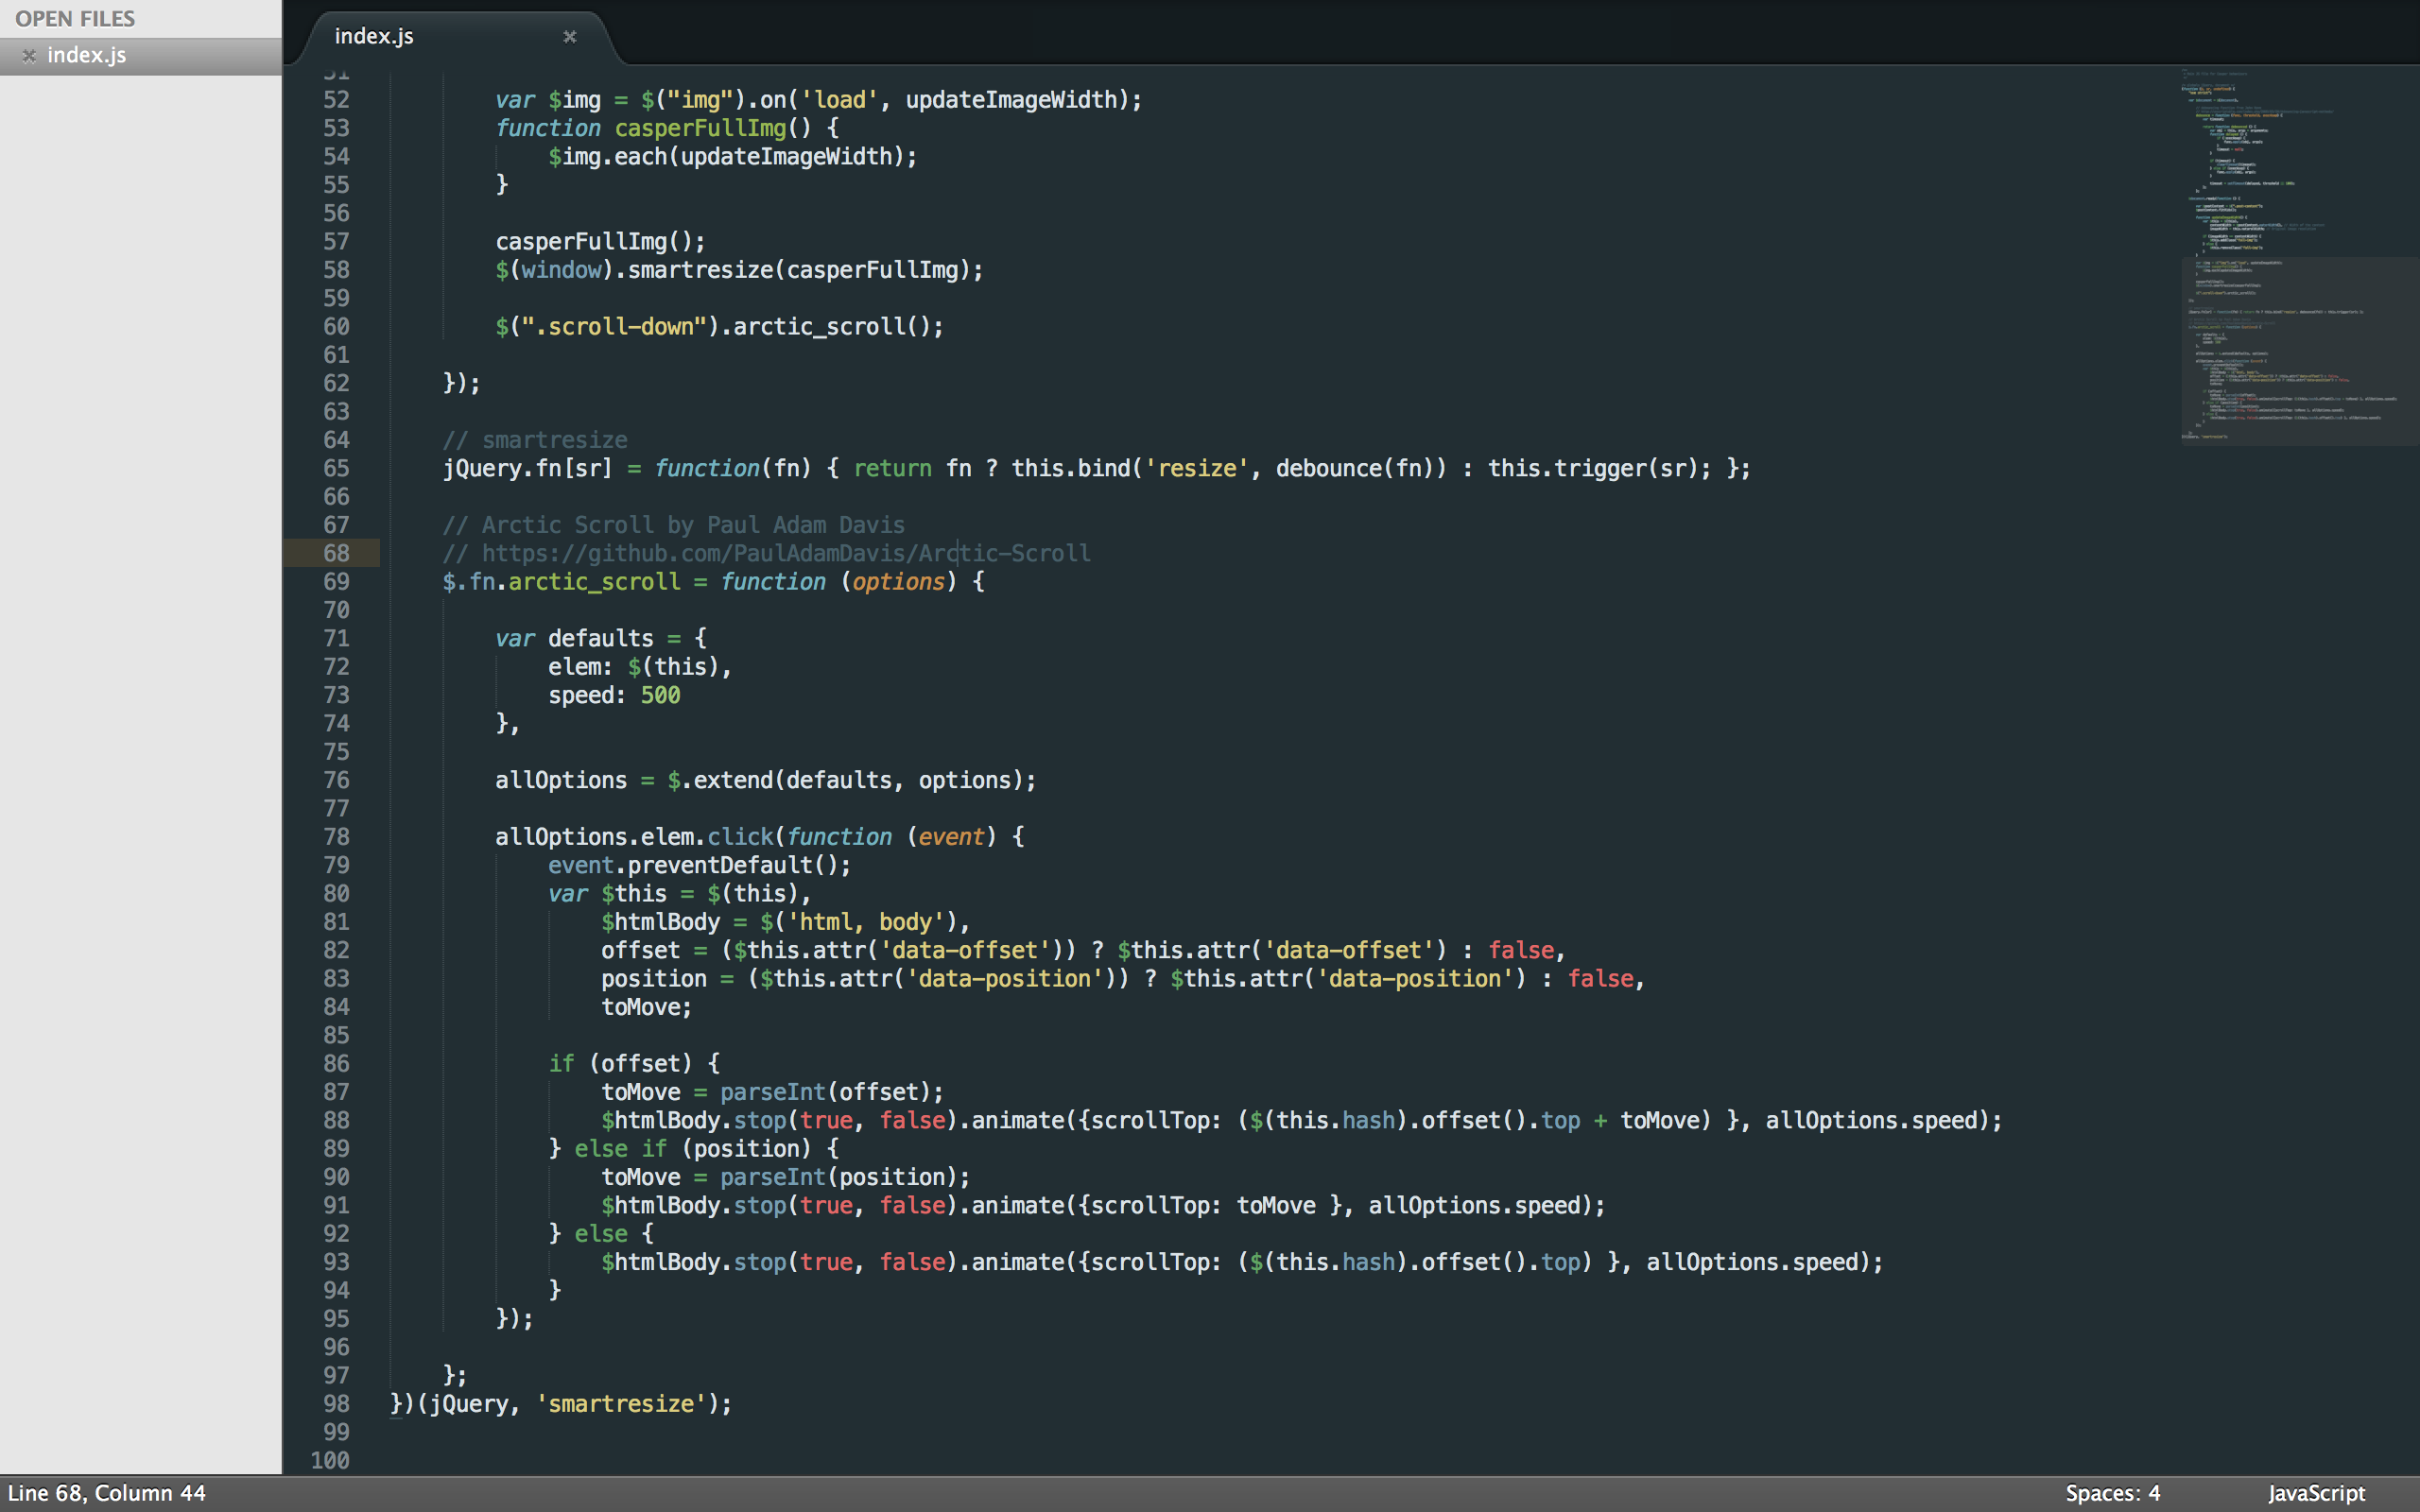 OPEN FILES
index.js
index.js
51
52 var $img = $("img").on('load', updateImageWidth);
53 function casperFullImg() {
54 $img.each(updateImageWidth);
55 }
56
57 casperFullImg();
58 $(window).smartresize(casperFullImg);
59
60 $(".scroll-down").arctic_scroll();
61
62 });
63
64 // smartresize
65 jQuery.fn[sr] = function(fn) { return fn ? this.bind('resize', debounce(fn)) : this.trigger(sr); };
66
67 // Arctic Scroll by Paul Adam Davis
68 // https://github.com/PaulAdamDavis/Arctic-Scroll
69 $.fn.arctic_scroll = function (options) {
70
71 var defaults = {
72 elem: $(this),
73 speed: 500
74 },
75
76 allOptions = $.extend(defaults, options);
77
78 allOptions.elem.click(function (event) {
79 event.preventDefault();
80 var $this = $(this),
81 $htmlBody = $('html, body'),
82 offset = ($this.attr('data-offset')) ? $this.attr('data-offset') : false,
83 position = ($this.attr('data-position')) ? $this.attr('data-position') : false,
84 toMove;
85
86 if (offset) {
87 toMove = parseInt(offset);
88 $htmlBody.stop(true, false).animate({scrollTop: ($(this.hash).offset().top + toMove) }, allOptions.speed);
89 } else if (position) {
90 toMove = parseInt(position);
91 $htmlBody.stop(true, false).animate({scrollTop: toMove }, allOptions.speed);
92 } else {
93 $htmlBody.stop(true, false).animate({scrollTop: ($(this.hash).offset().top) }, allOptions.speed);
94 }
95 });
96
97 };
98 })(jQuery, 'smartresize');
99
100
Line 68, Column 44
Spaces: 4
JavaScript